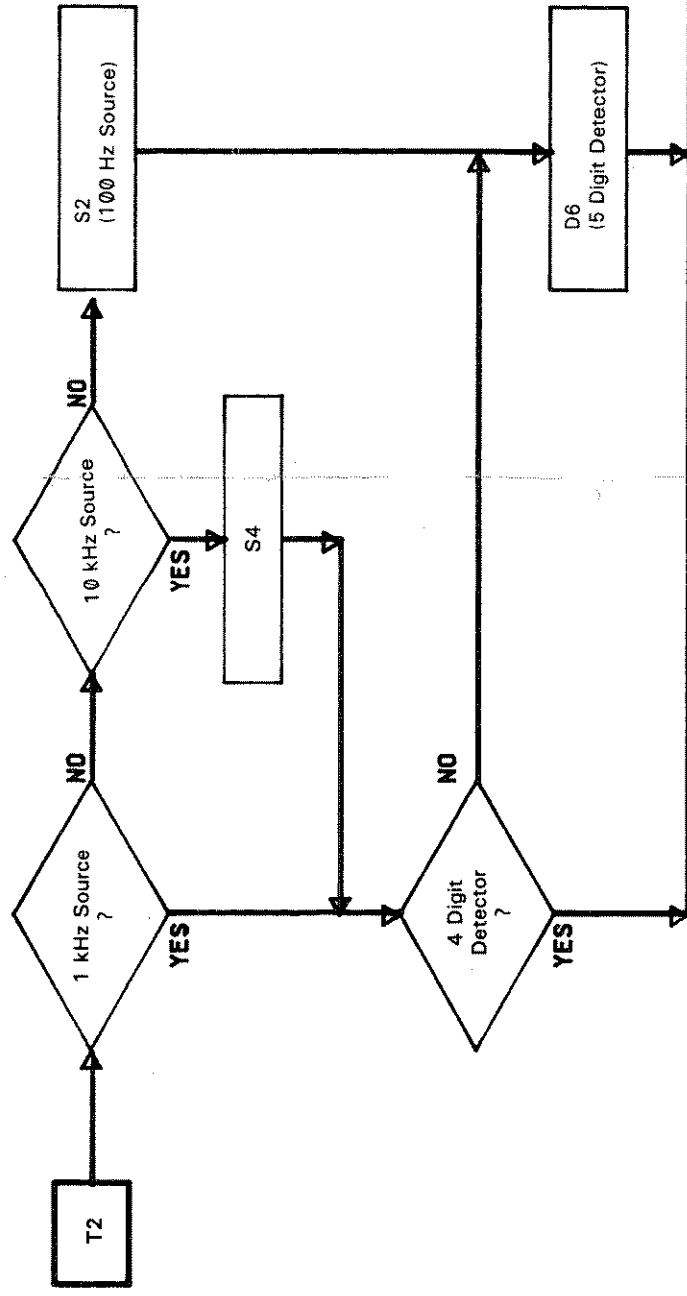 T2
1 kHz Source
?
NO
YES
10 kHz Source
?
NO
YES
S2
(100 Hz Source)
S4
4 Digit
Detector
?
NO
YES
D6
(5 Digit Detector)